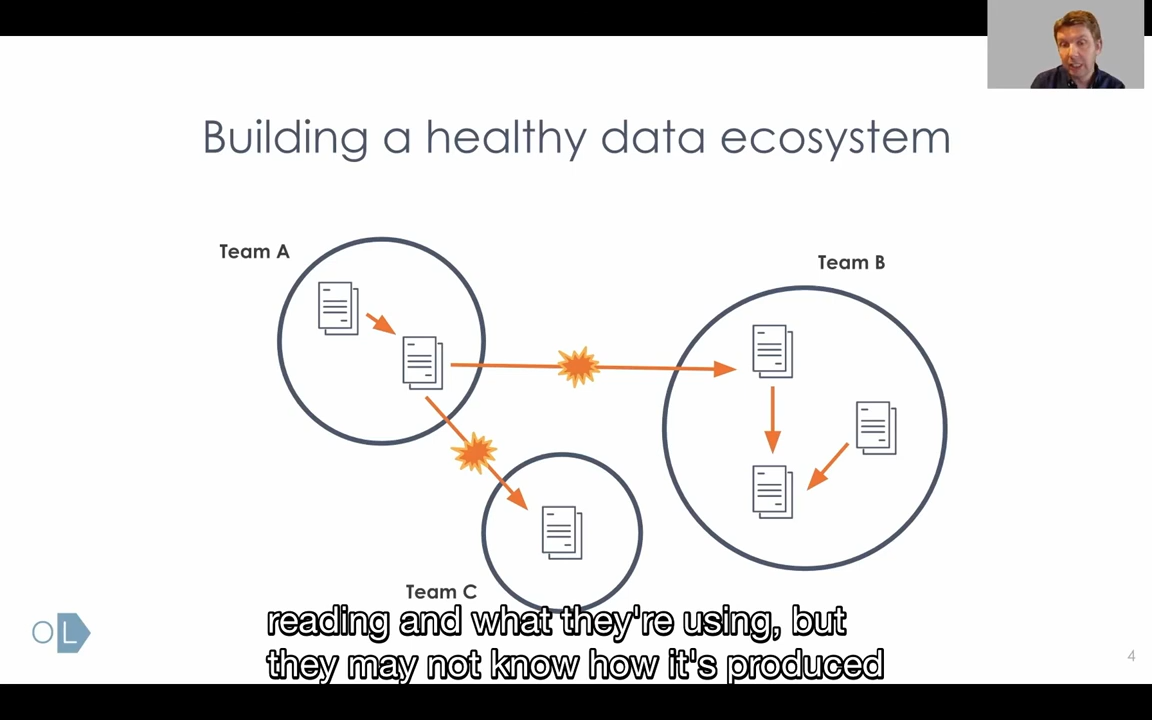 Building a healthy data ecosystem
Team A
Team B
Team C
reading and what they're using, but
they may not know how it's produced
OL
4